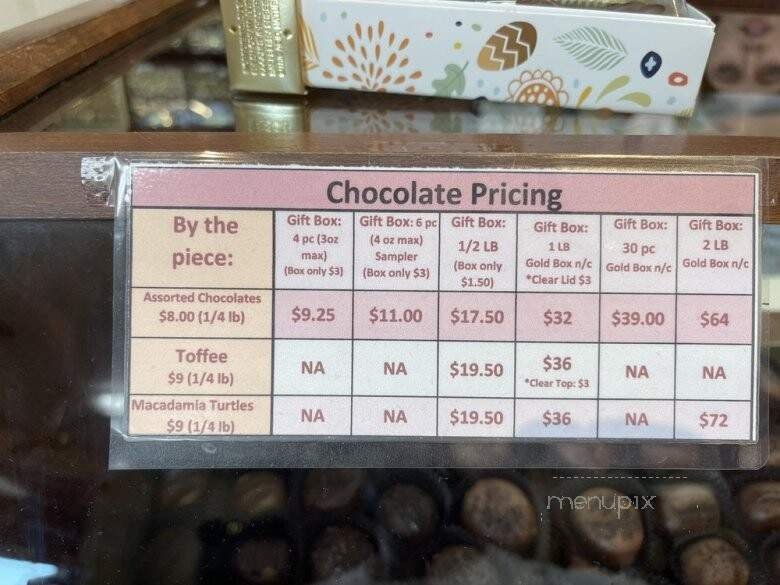 Chocolate Pricing
By the
piece:
Gift Box:
4 pc (3oz
max)
(Box only $3)
Gift Box: 6 pc
(4 oz max)
Sampler
(Box only $3)
Gift Box:
1/2 LB
(Box only
$1.50)
Gift Box:
1 LB
Gold Box n/c
*Clear Lid $3
Gift Box:
30 pc
Gold Box n/c
Gift Box:
2 LB
Gold Box n/c
Assorted Chocolates
$8.00 (1/4 lb)
$9.25
$11.00
$17.50
$32
$39.00
$64
Toffee
$9 (1/4 lb)
NA
NA
$19.50
$36
*Clear Top: $3
NA
NA
Macadamia Turtles
$9 (1/4 lb)
NA
NA
$19.50
$36
NA
$72
menupix